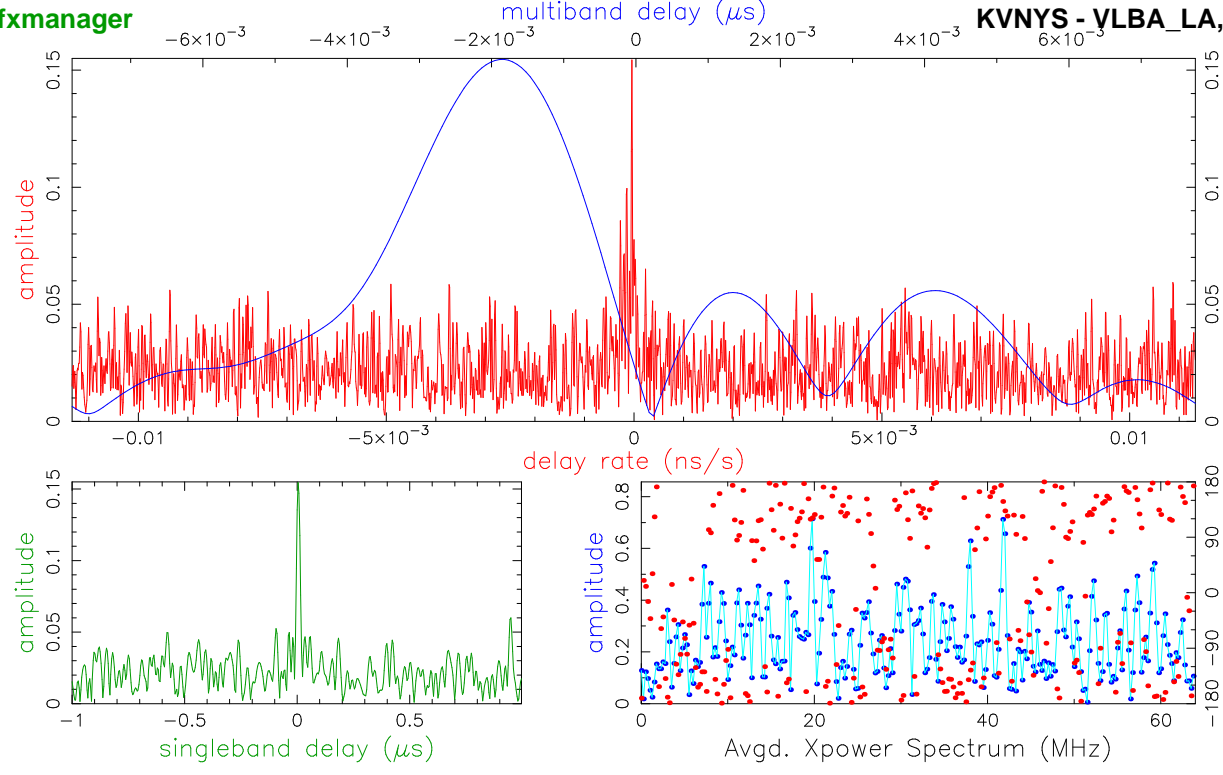 fxmanager
multiband delay (μs)
KVNYS - VLBA_LA,
−6×10⁻³ −4×10⁻³ −2×10⁻³ 0 2×10⁻³ 4×10⁻³ 6×10⁻³
amplitude
0 0.05 0.1 0.15
0 0.05 0.1 0.15
−0.01 −5×10⁻³ 0 5×10⁻³ 0.01
delay rate (ns/s)
amplitude
0 0.05 0.1 0.15
−1 −0.5 0 0.5
singleband delay (μs)
amplitude
0 0.2 0.4 0.6 0.8
−180 −90 0 90 180
0 20 40 60
Avgd. Xpower Spectrum (MHz)